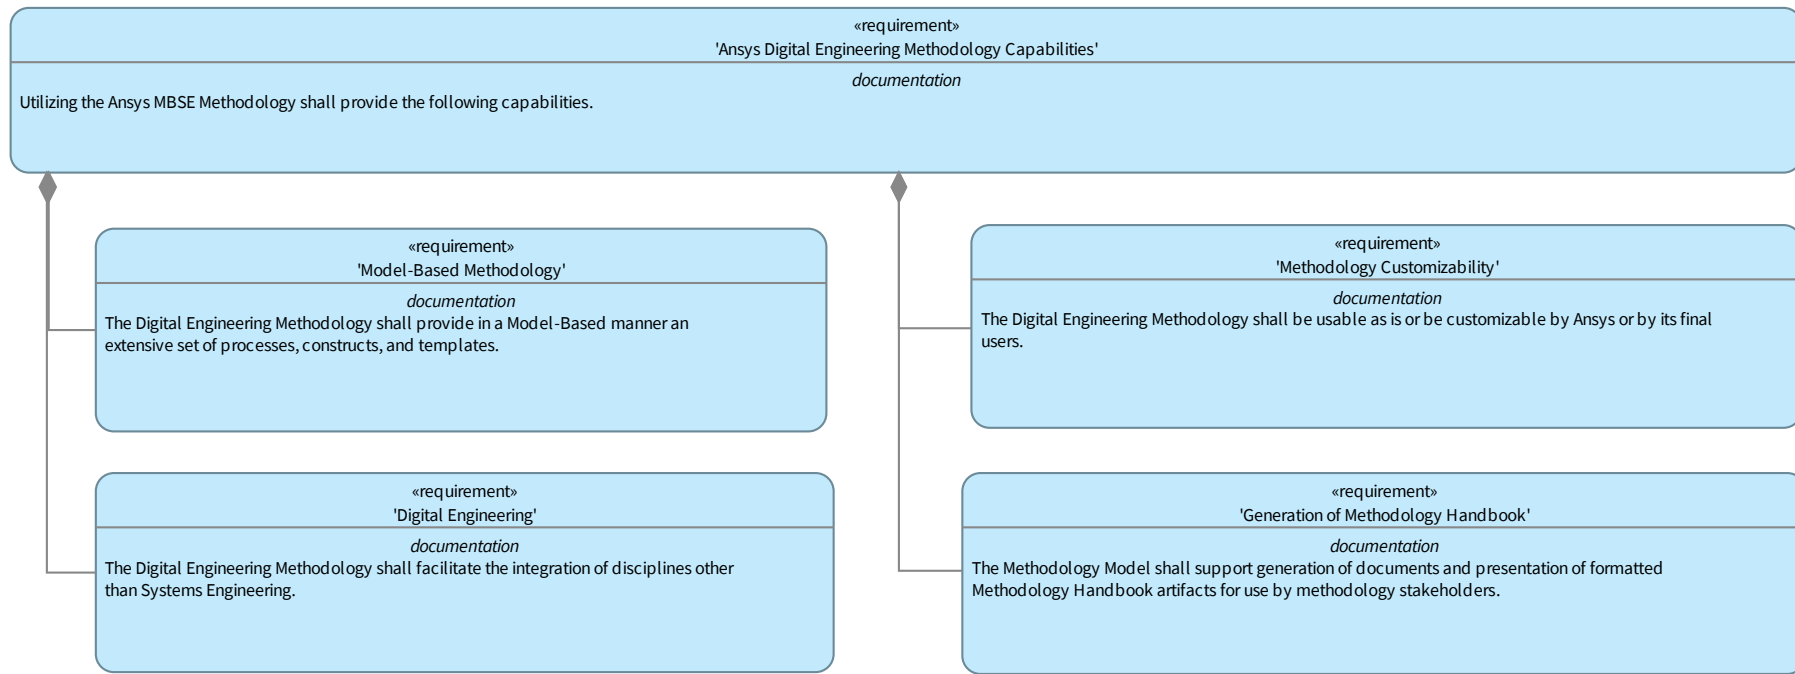 «requirement»
'Ansys Digital Engineering Methodology Capabilities'
documentation
Utilizing the Ansys MBSE Methodology shall provide the following capabilities.
«requirement»
'Model-Based Methodology'
documentation
The Digital Engineering Methodology shall provide in a Model-Based manner an
extensive set of processes, constructs, and templates.
«requirement»
'Methodology Customizability'
documentation
The Digital Engineering Methodology shall be usable as is or be customizable by Ansys or by its final
users.
«requirement»
'Digital Engineering'
documentation
The Digital Engineering Methodology shall facilitate the integration of disciplines other
than Systems Engineering.
«requirement»
'Generation of Methodology Handbook'
documentation
The Methodology Model shall support generation of documents and presentation of formatted
Methodology Handbook artifacts for use by methodology stakeholders.